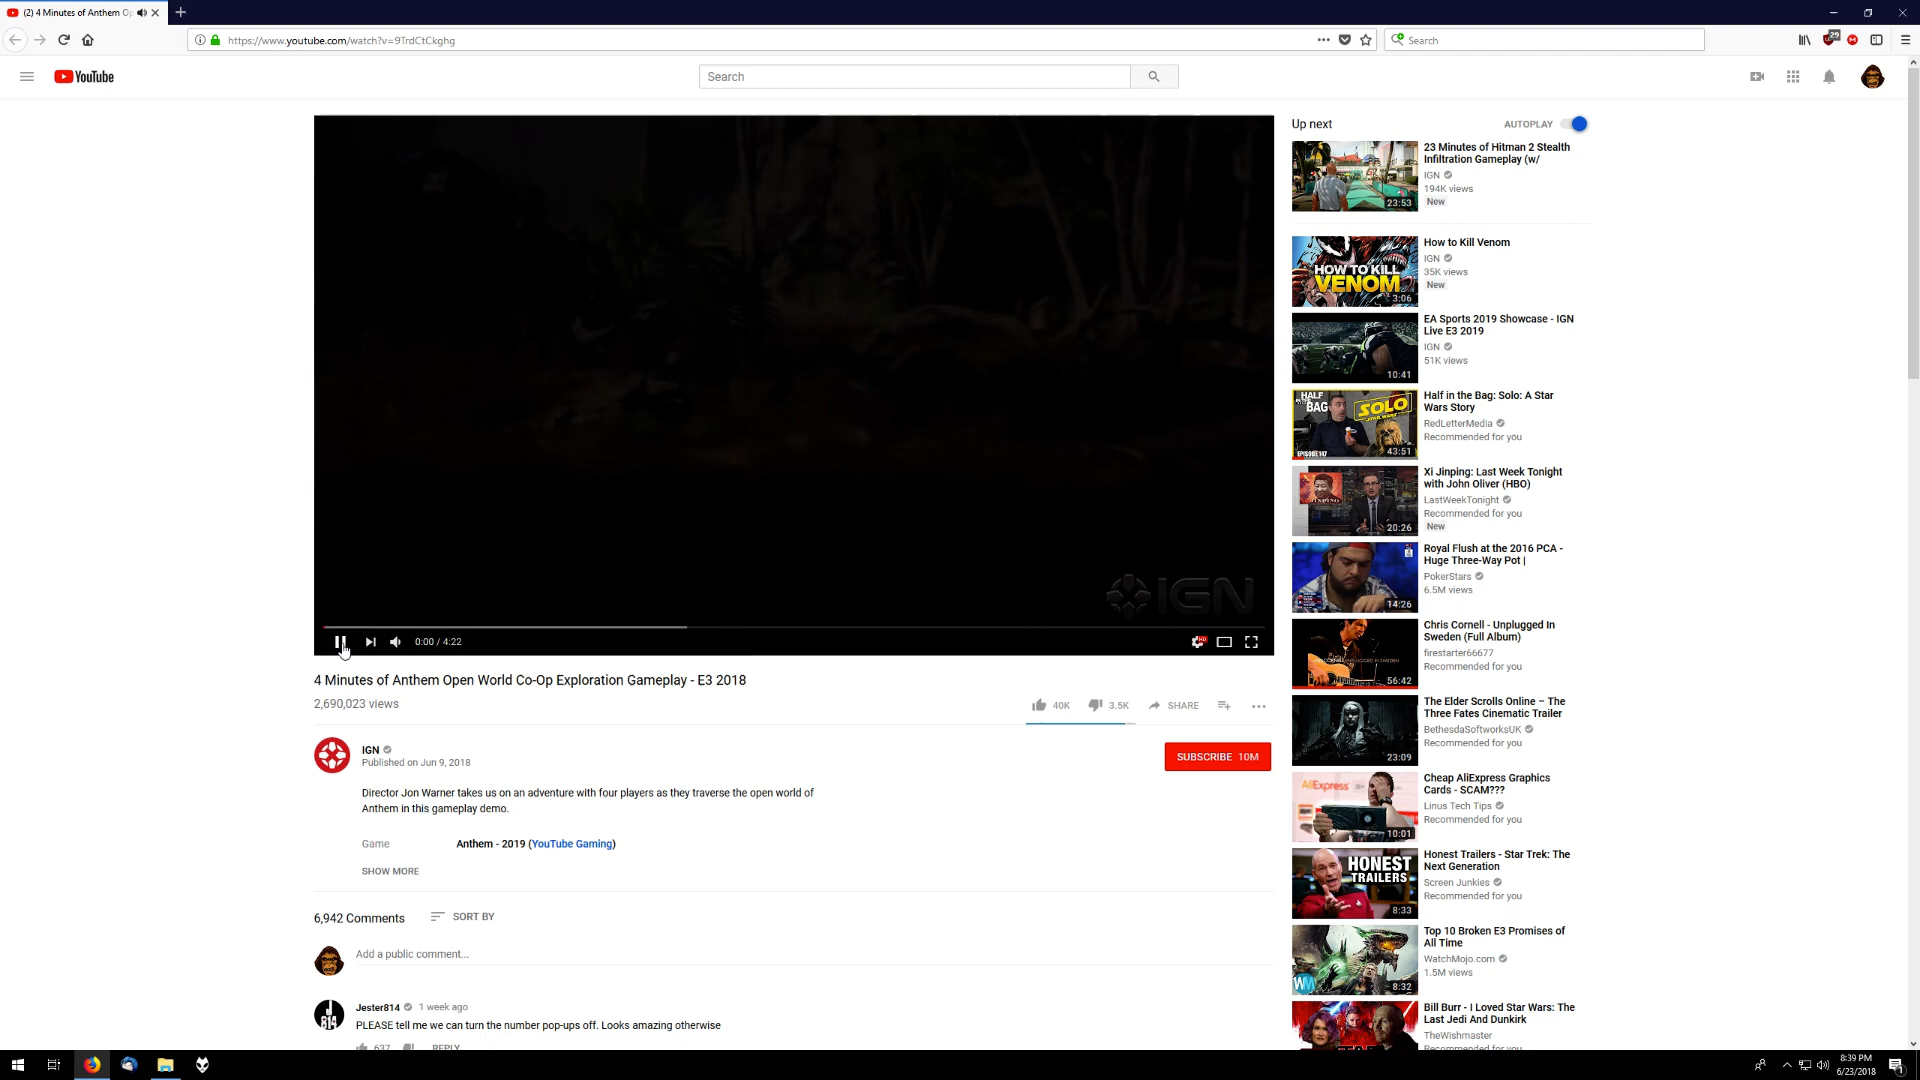 (2) 4 Minutes of Anthem Op
https://www.youtube.com/watch?v=9TrdCtCkghg
Search
29
YouTube
Search
IGN
0:00 / 4:22
HD
4 Minutes of Anthem Open World Co-Op Exploration Gameplay - E3 2018
2,690,023 views
40K
3.5K
SHARE
IGN
Published on Jun 9, 2018
SUBSCRIBE 10M
Director Jon Warner takes us on an adventure with four players as they traverse the open world of
Anthem in this gameplay demo.
Game
Anthem - 2019 (YouTube Gaming)
SHOW MORE
6,942 Comments
SORT BY
Add a public comment...
Jester814
1 week ago
PLEASE tell me we can turn the number pop-ups off. Looks amazing otherwise
637
REPLY
Up next
AUTOPLAY
23:53
23 Minutes of Hitman 2 Stealth
Infiltration Gameplay (w/
IGN
194K views
New
HOW TO KILL
VENOM
3:06
How to Kill Venom
IGN
35K views
New
10:41
EA Sports 2019 Showcase - IGN
Live E3 2019
IGN
51K views
HALF
IN THE
BAG
SOLO
EPISODE 147
43:51
Half in the Bag: Solo: A Star
Wars Story
RedLetterMedia
Recommended for you
20:26
Xi Jinping: Last Week Tonight
with John Oliver (HBO)
LastWeekTonight
Recommended for you
New
14:26
Royal Flush at the 2016 PCA -
Huge Three-Way Pot |
PokerStars
6.5M views
56:42
Chris Cornell - Unplugged In
Sweden (Full Album)
firestarter66677
Recommended for you
23:09
The Elder Scrolls Online – The
Three Fates Cinematic Trailer
BethesdaSoftworksUK
Recommended for you
AliExpress
10:01
Cheap AliExpress Graphics
Cards - SCAM???
Linus Tech Tips
Recommended for you
HONEST
TRAILERS
8:33
Honest Trailers - Star Trek: The
Next Generation
Screen Junkies
Recommended for you
WM
8:32
Top 10 Broken E3 Promises of
All Time
WatchMojo.com
1.5M views
Bill Burr - I Loved Star Wars: The
Last Jedi And Dunkirk
TheWishmaster
Recommended for you
8:39 PM
6/23/2018
1